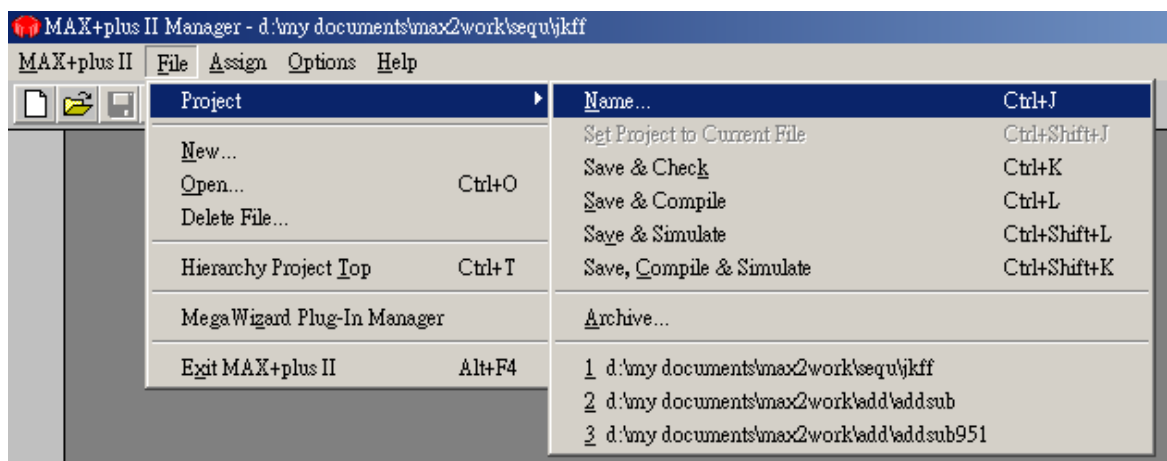 MAX+plus II Manager - d:\my documents\max2work\sequ\jkff
MAX+plus II File Assign Options Help
Project
New...
Open... Ctrl+O
Delete File...
Hierarchy Project Top Ctrl+T
MegaWizard Plug-In Manager
Exit MAX+plus II Alt+F4
Name... Ctrl+J
Set Project to Current File Ctrl+Shift+J
Save & Check Ctrl+K
Save & Compile Ctrl+L
Save & Simulate Ctrl+Shift+L
Save, Compile & Simulate Ctrl+Shift+K
Archive...
1 d:\my documents\max2work\sequ\jkff
2 d:\my documents\max2work\add\addsub
3 d:\my documents\max2work\add\addsub951